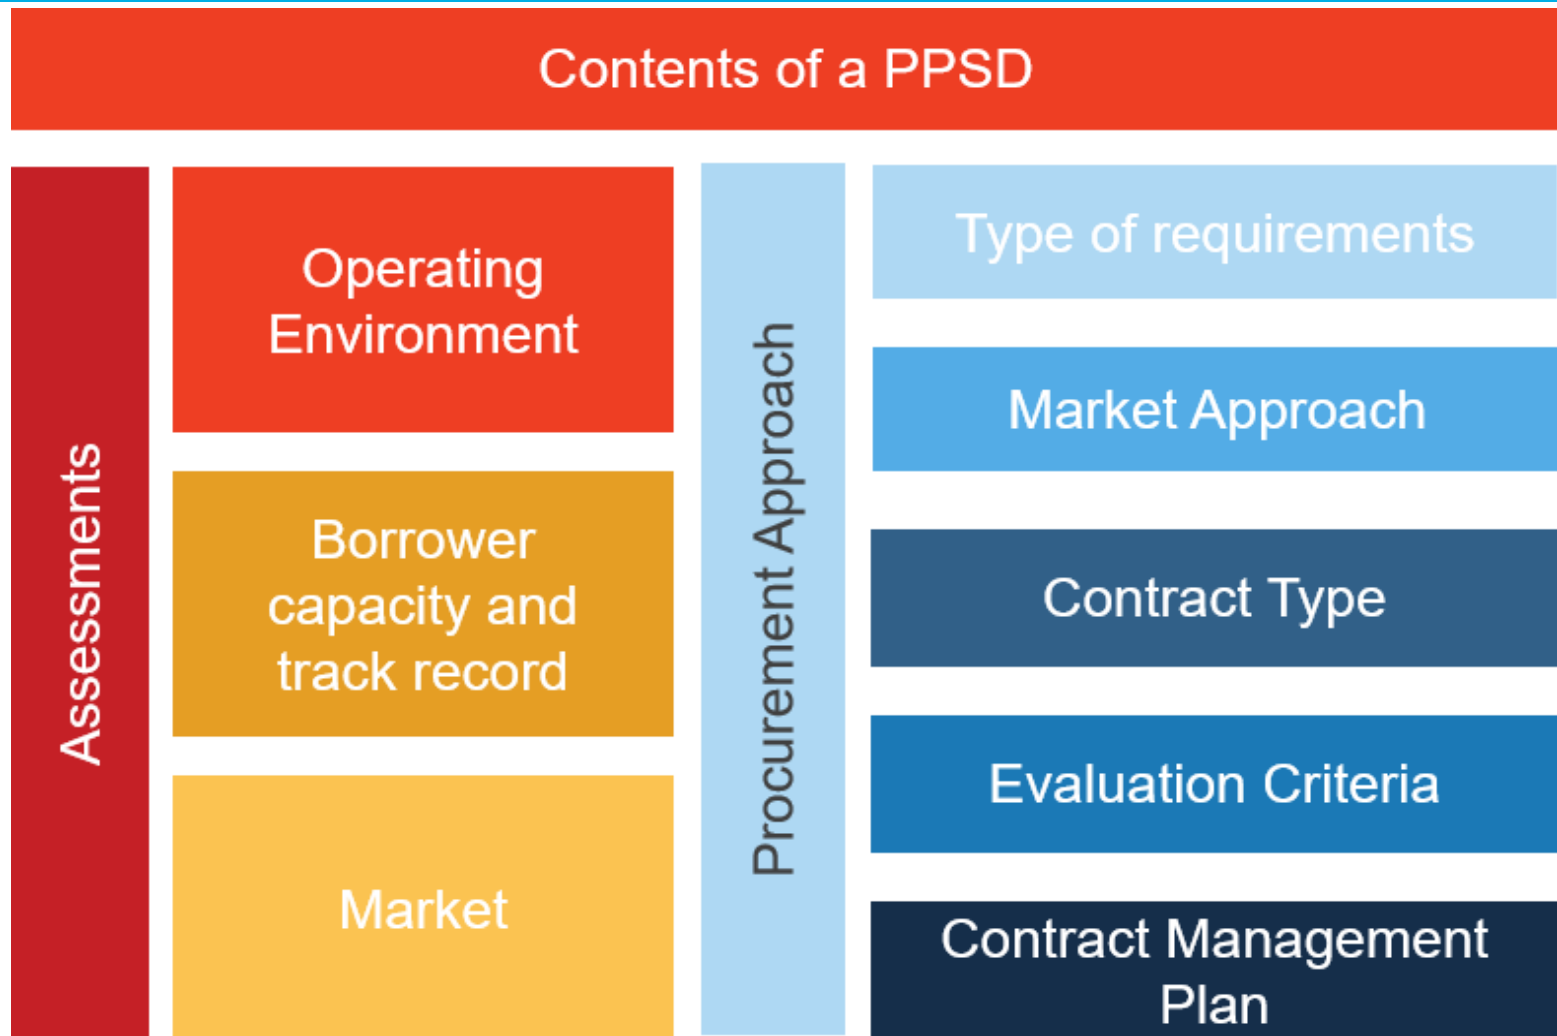 Contents of a PPSD
Assessments
Operating
Environment
Borrower
capacity and
track record
Market
Procurement Approach
Type of requirements
Market Approach
Contract Type
Evaluation Criteria
Contract Management
Plan